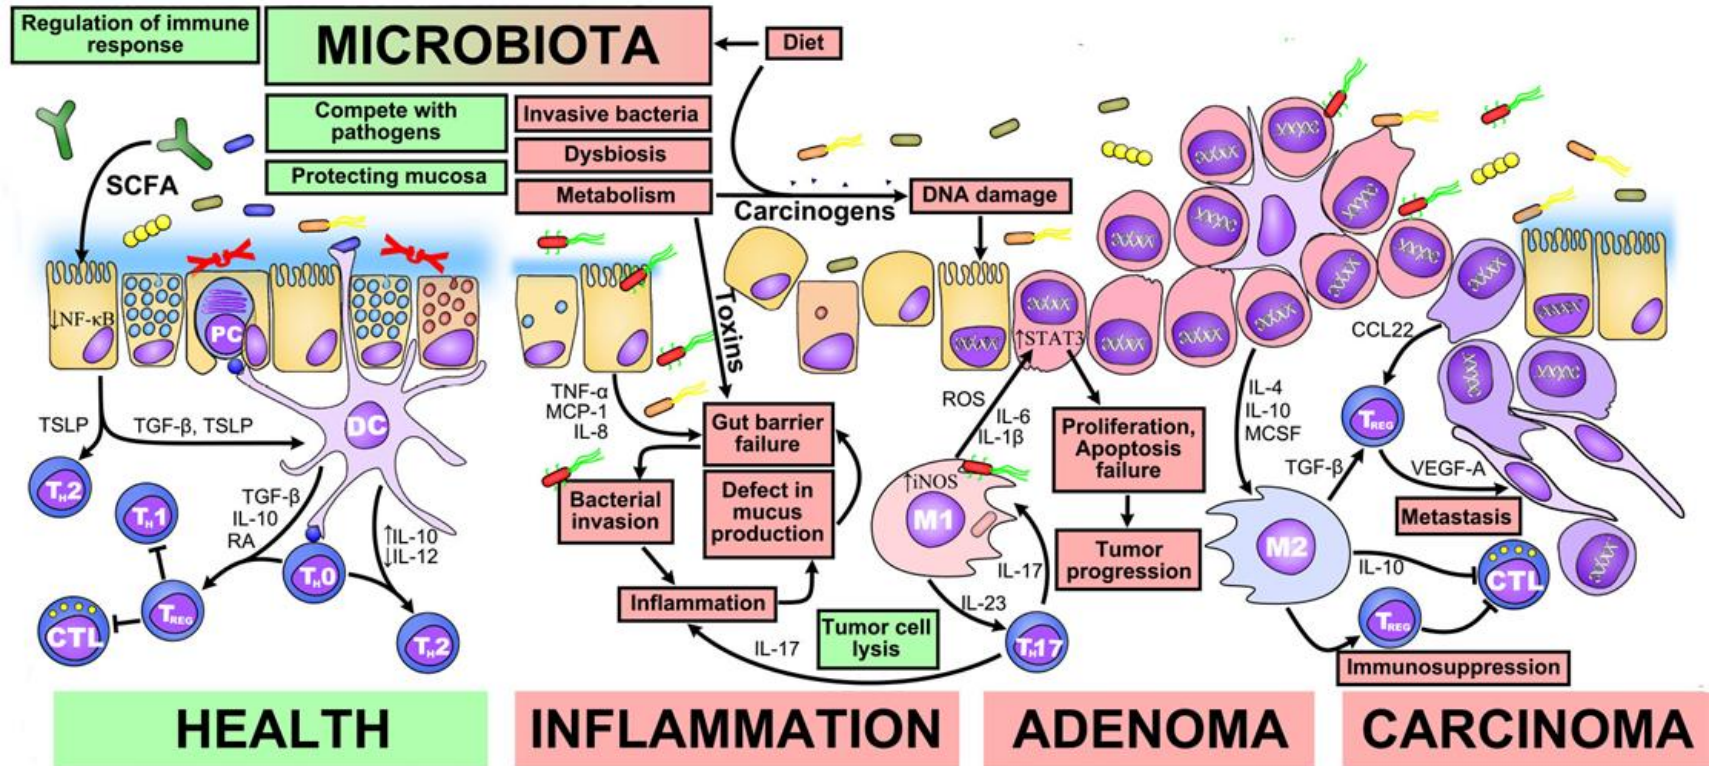 Regulation of immune
response
MICROBIOTA
Diet
Compete with
pathogens
Protecting mucosa
Invasive bacteria
Dysbiosis
Metabolism
Carcinogens
DNA damage
SCFA
Toxins
↓NF-κB
PC
DC
TSLP
TGF-β, TSLP
TH2
TH1
TGF-β
IL-10
RA
↑IL-10
↓IL-12
TH0
TREG
CTL
TH2
TNF-α
MCP-1
IL-8
Gut barrier
failure
Bacterial
invasion
Defect in
mucus
production
Inflammation
IL-17
Tumor cell
lysis
↑STAT3
ROS
IL-6
IL-1β
↑iNOS
M1
IL-17
IL-23
TH17
Proliferation,
Apoptosis
failure
Tumor
progression
IL-4
IL-10
MCSF
CCL22
TREG
TGF-β
VEGF-A
Metastasis
M2
IL-10
CTL
TREG
Immunosuppression
HEALTH
INFLAMMATION
ADENOMA
CARCINOMA